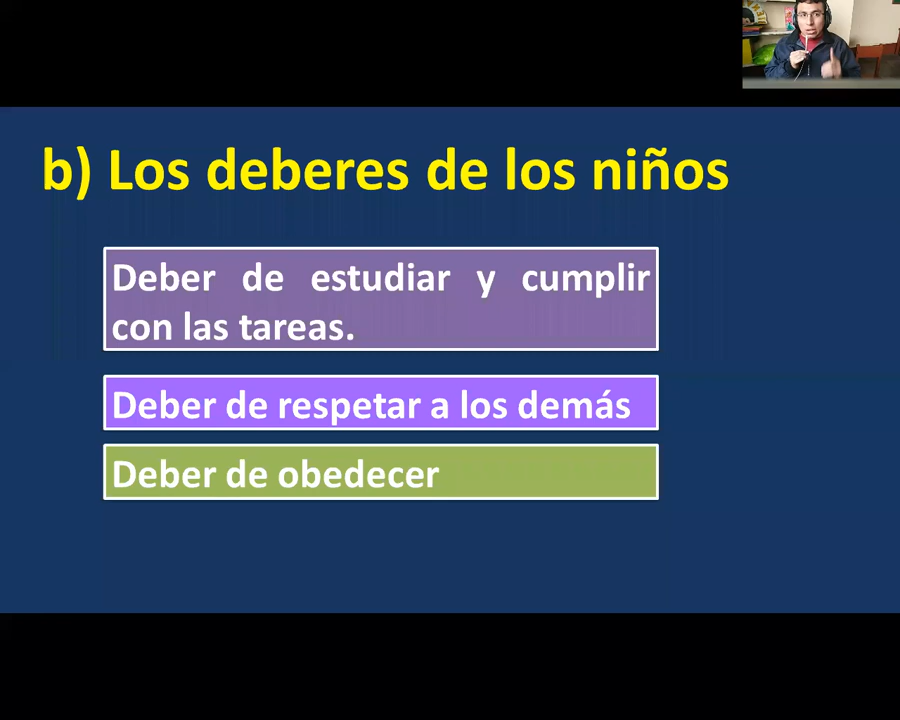 b) Los deberes de los niños
Deber de estudiar y cumplir
con las tareas.
Deber de respetar a los demás
Deber de obedecer